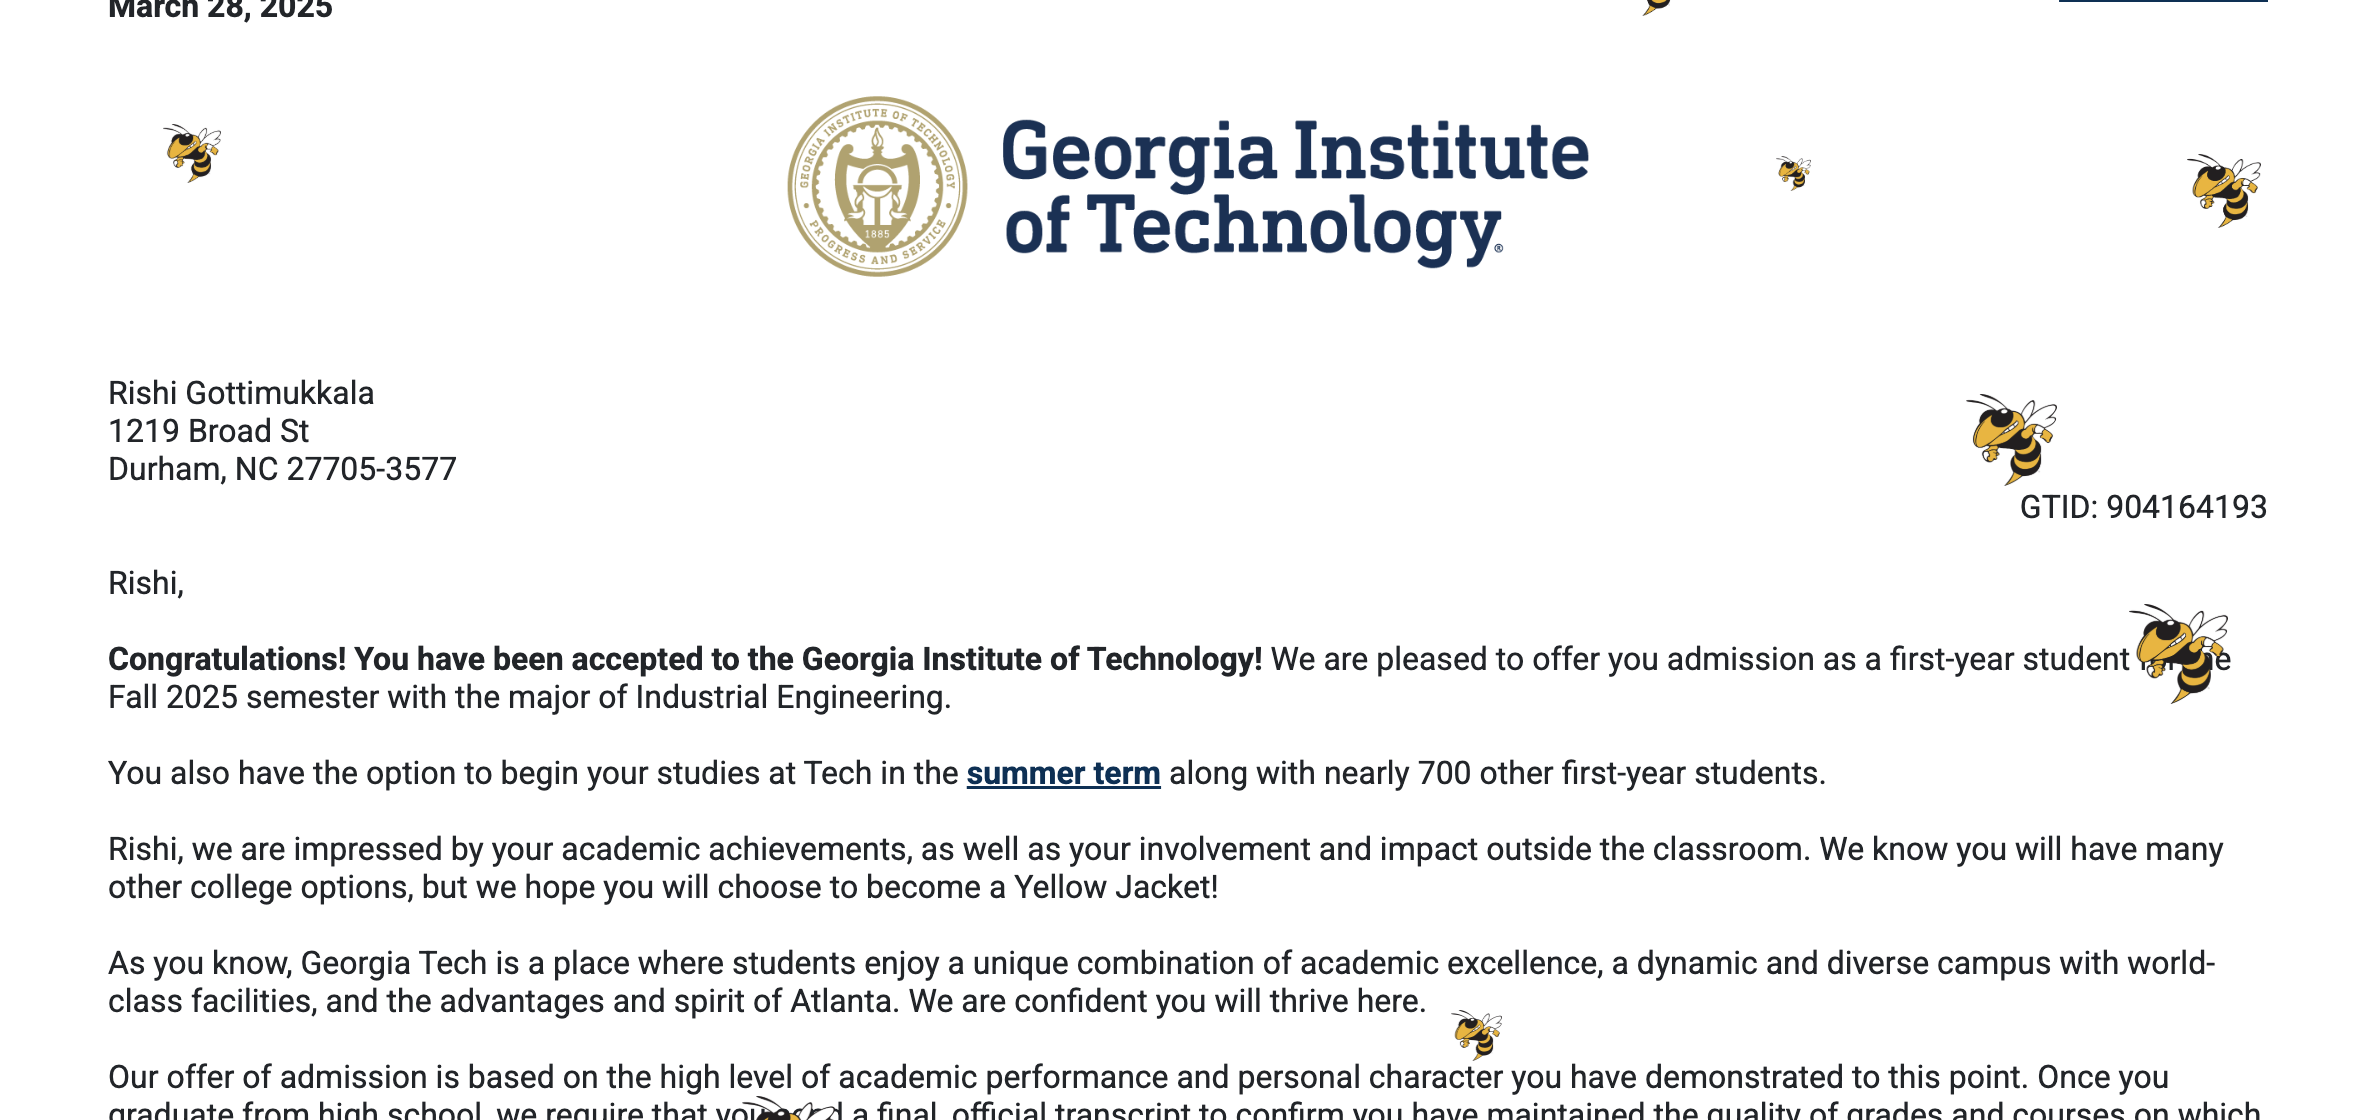 March 28, 2025
GEORGIA INSTITUTE OF TECHNOLOGY
PROGRESS AND SERVICE
1885
Georgia Institute
of Technology®
Rishi Gottimukkala
1219 Broad St
Durham, NC 27705-3577
GTID: 904164193
Rishi,
Congratulations! You have been accepted to the Georgia Institute of Technology! We are pleased to offer you admission as a first-year student
Fall 2025 semester with the major of Industrial Engineering.
You also have the option to begin your studies at Tech in the summer term along with nearly 700 other first-year students.
Rishi, we are impressed by your academic achievements, as well as your involvement and impact outside the classroom. We know you will have many
other college options, but we hope you will choose to become a Yellow Jacket!
As you know, Georgia Tech is a place where students enjoy a unique combination of academic excellence, a dynamic and diverse campus with world-
class facilities, and the advantages and spirit of Atlanta. We are confident you will thrive here.
Our offer of admission is based on the high level of academic performance and personal character you have demonstrated to this point. Once you
graduate from high school, we require that you a final, official transcript to confirm you have maintained the quality of grades and courses on which